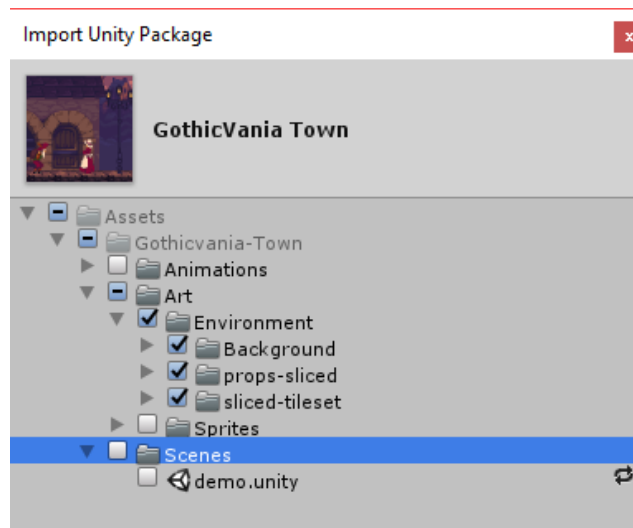 Import Unity Package
x
GothicVania Town
Assets
Gothicvania-Town
Animations
Art
Environment
Background
props-sliced
sliced-tileset
Sprites
Scenes
demo.unity